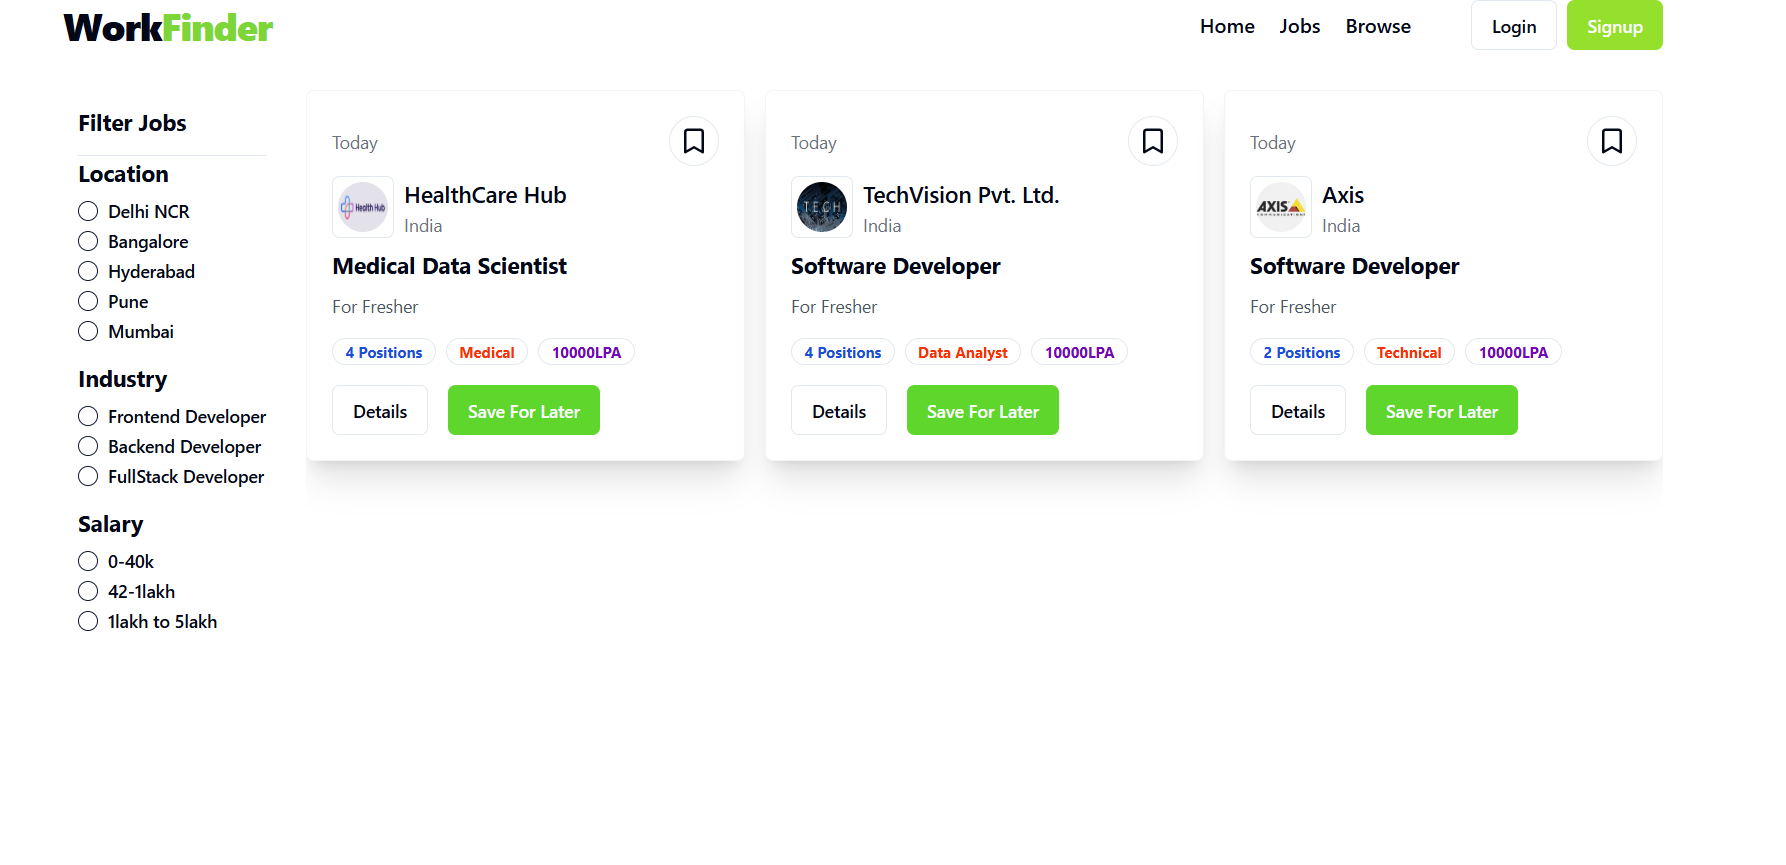 WorkFinder
Home Jobs Browse Login Signup
Filter Jobs
Location
Delhi NCR
Bangalore
Hyderabad
Pune
Mumbai
Industry
Frontend Developer
Backend Developer
FullStack Developer
Salary
0-40k
42-1lakh
1lakh to 5lakh
Today
Health Hub
HealthCare Hub
India
Medical Data Scientist
For Fresher
4 Positions Medical 10000LPA
Details Save For Later
Today
TECH
TechVision Pvt. Ltd.
India
Software Developer
For Fresher
4 Positions Data Analyst 10000LPA
Details Save For Later
Today
AXIS
COMMUNICATIONS
Axis
India
Software Developer
For Fresher
2 Positions Technical 10000LPA
Details Save For Later